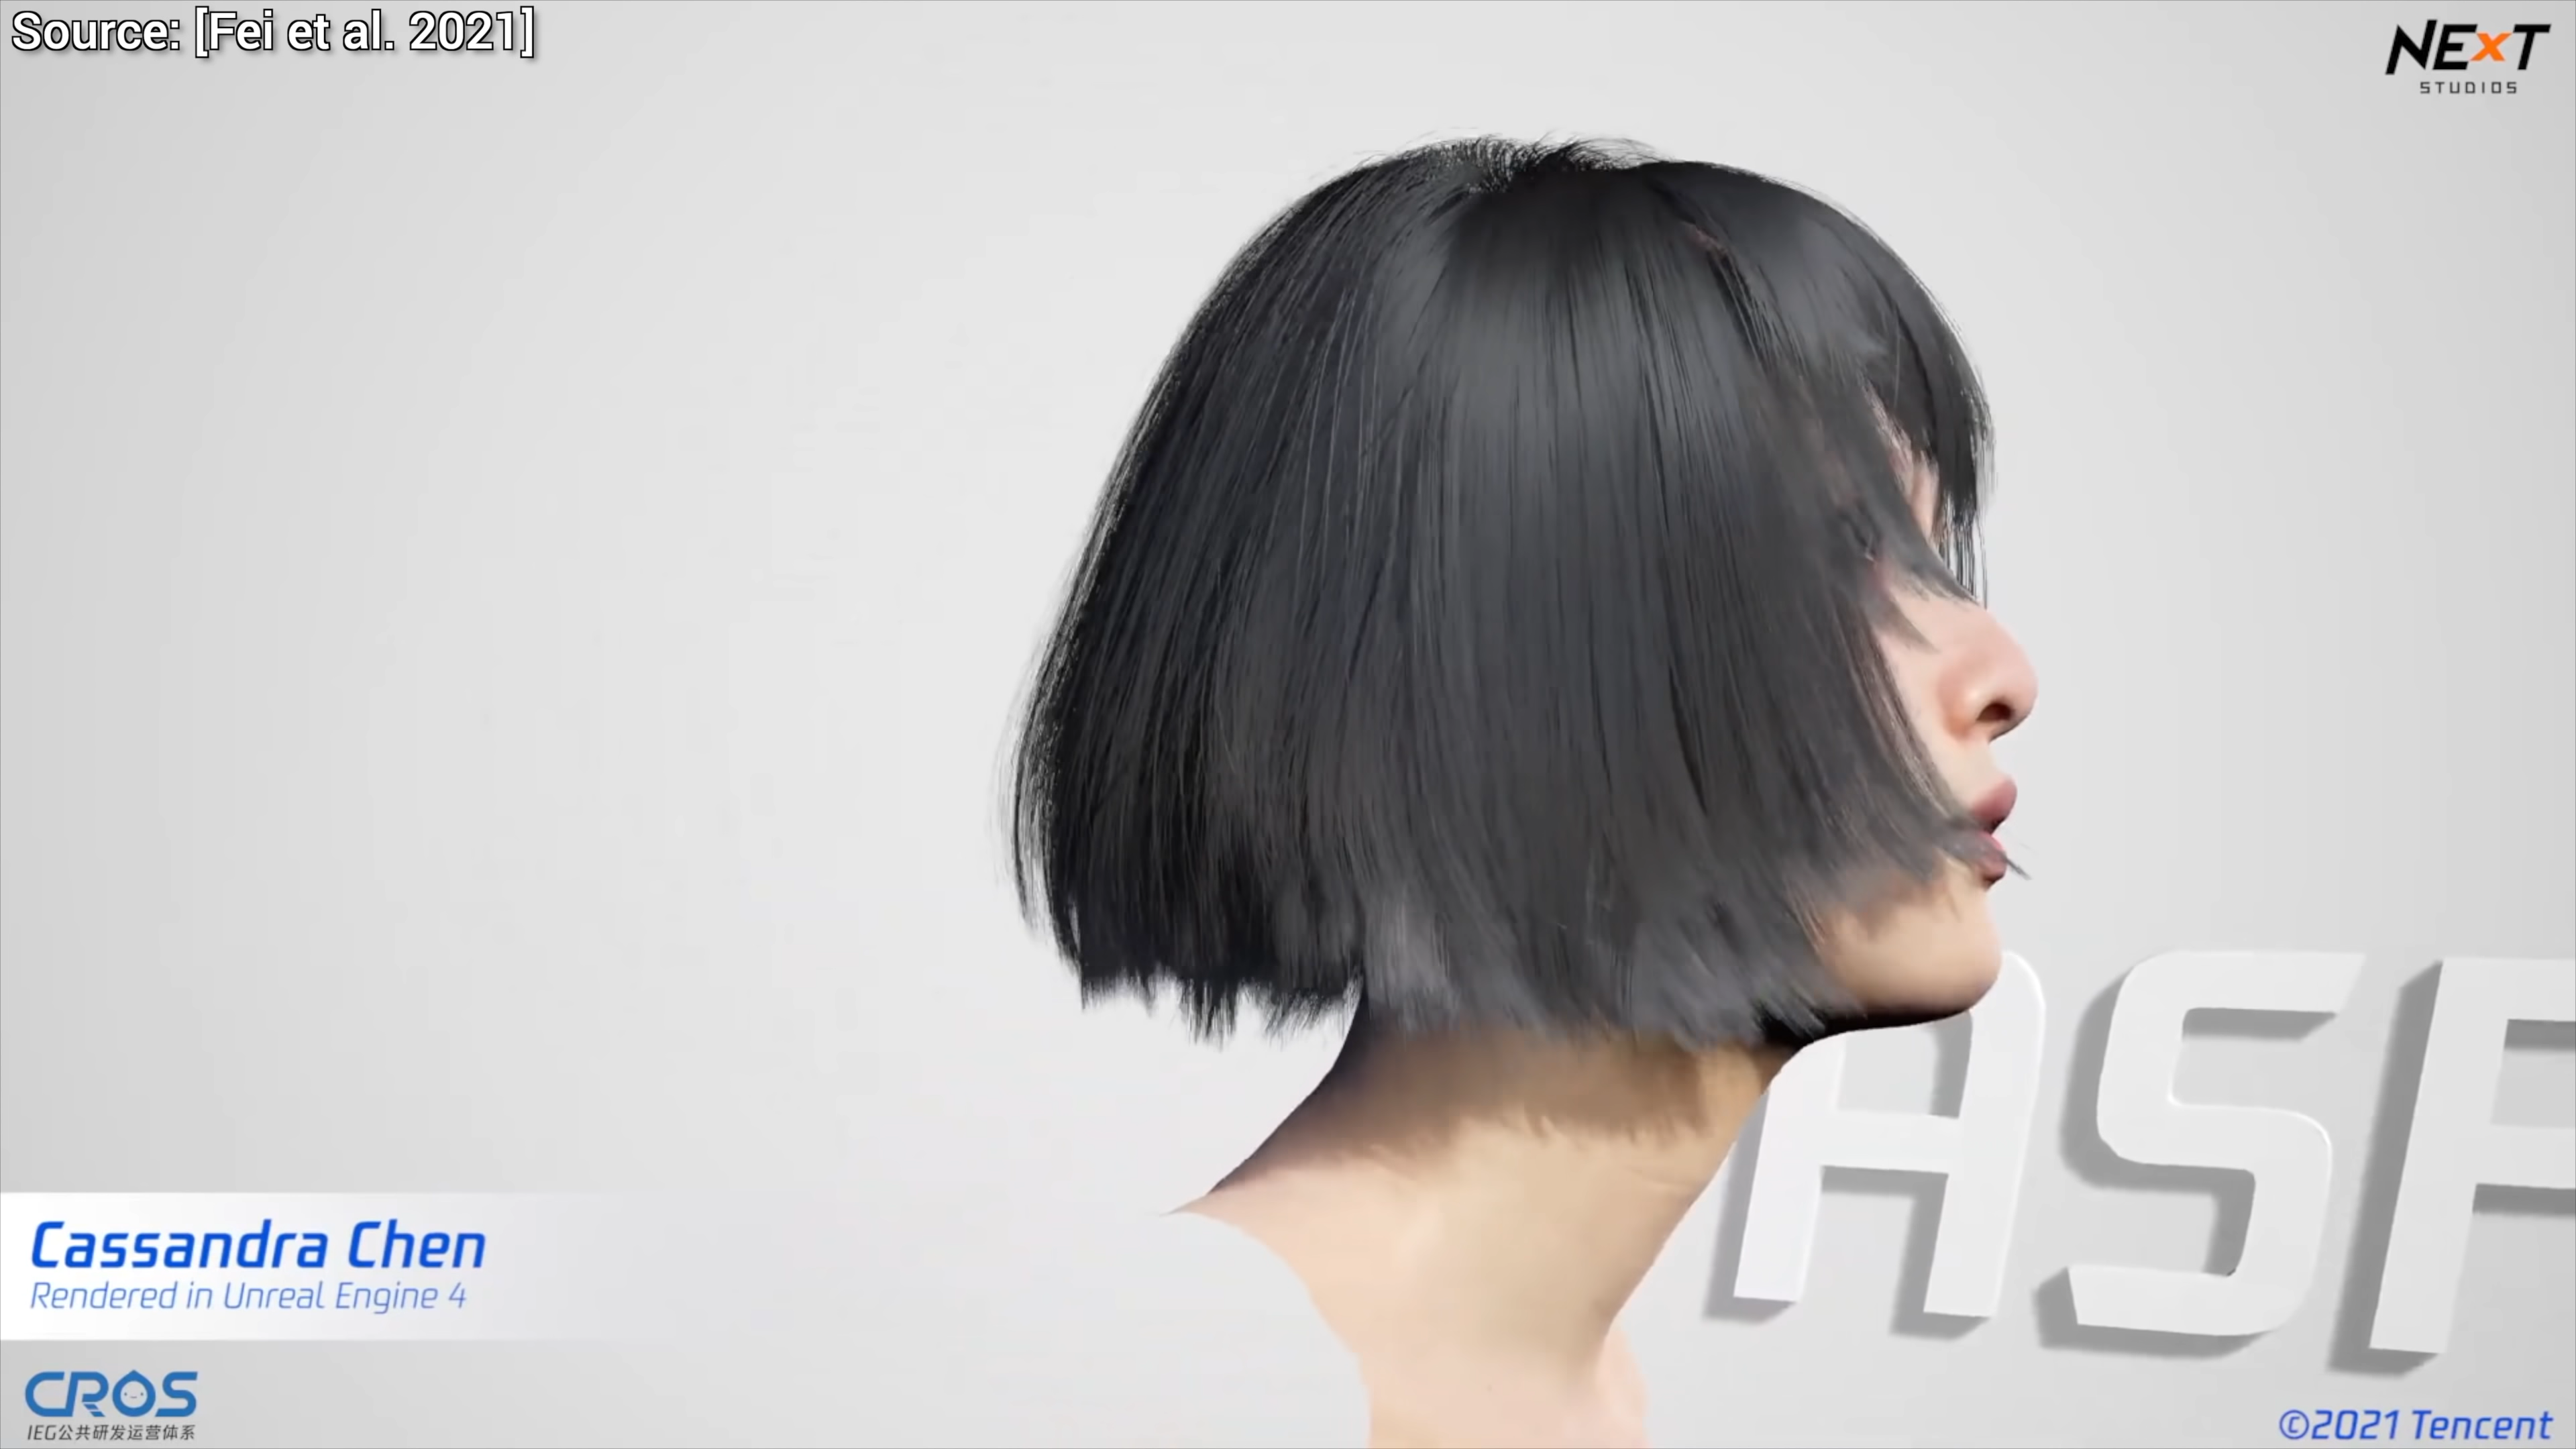 Source: [Fei et al. 2021]
NExT
STUDIOS
ASF
Cassandra Chen
Rendered in Unreal Engine 4
CROS
IEG公共研发运营体系
©2021 Tencent